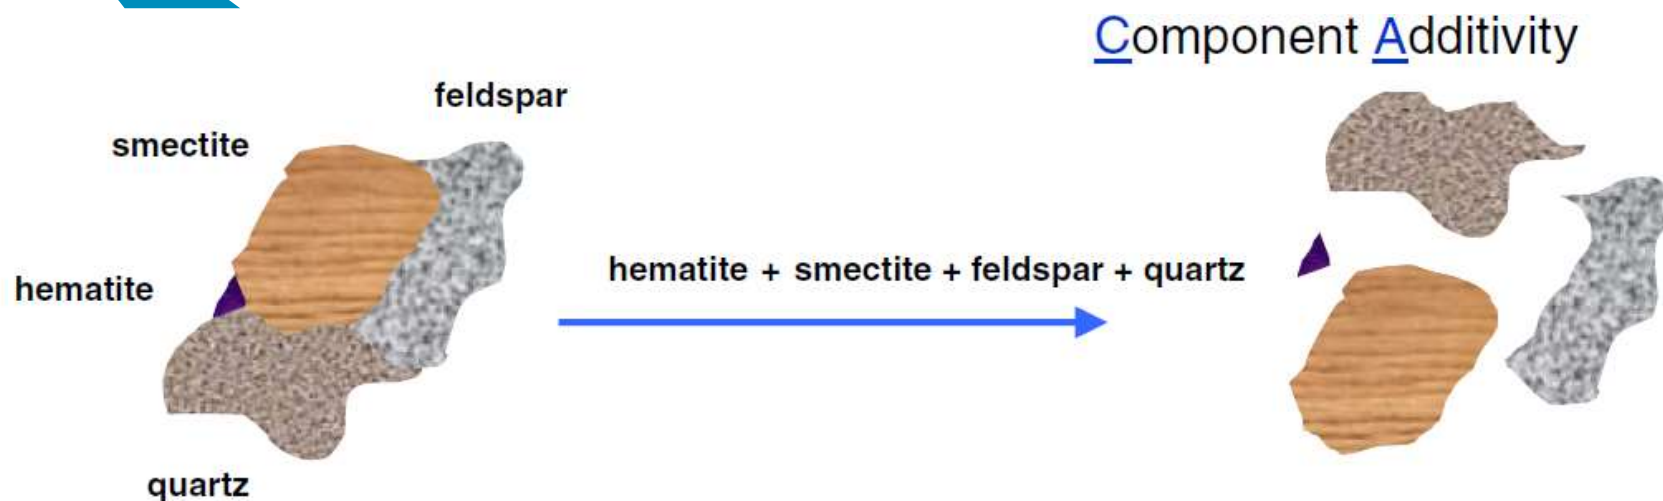 Component Additivity
feldspar
smectite
hematite + smectite + feldspar + quartz
hematite
quartz